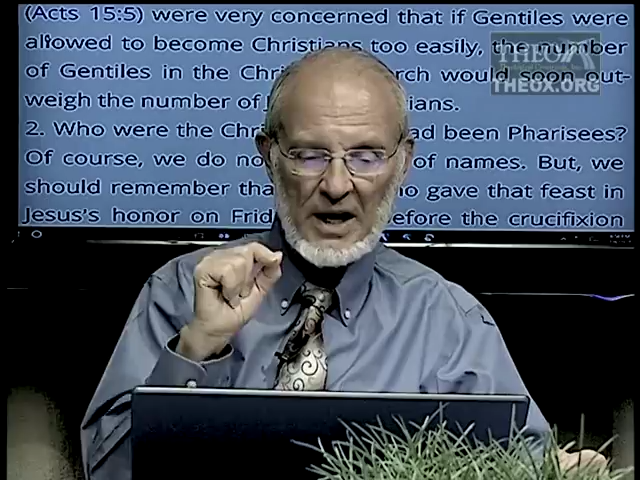 (Acts 15:5) were very concerned that if Gentiles were
allowed to become Christians too easily, the number
of Gentiles in the Chri rch would soon out-
weigh the number of ians.
2. Who were the Chr ad been Pharisees?
Of course, we do no of names. But, we
should remember tha o gave that feast in
Jesus's honor on Frid efore the crucifixion
THEOX
THEOX.ORG